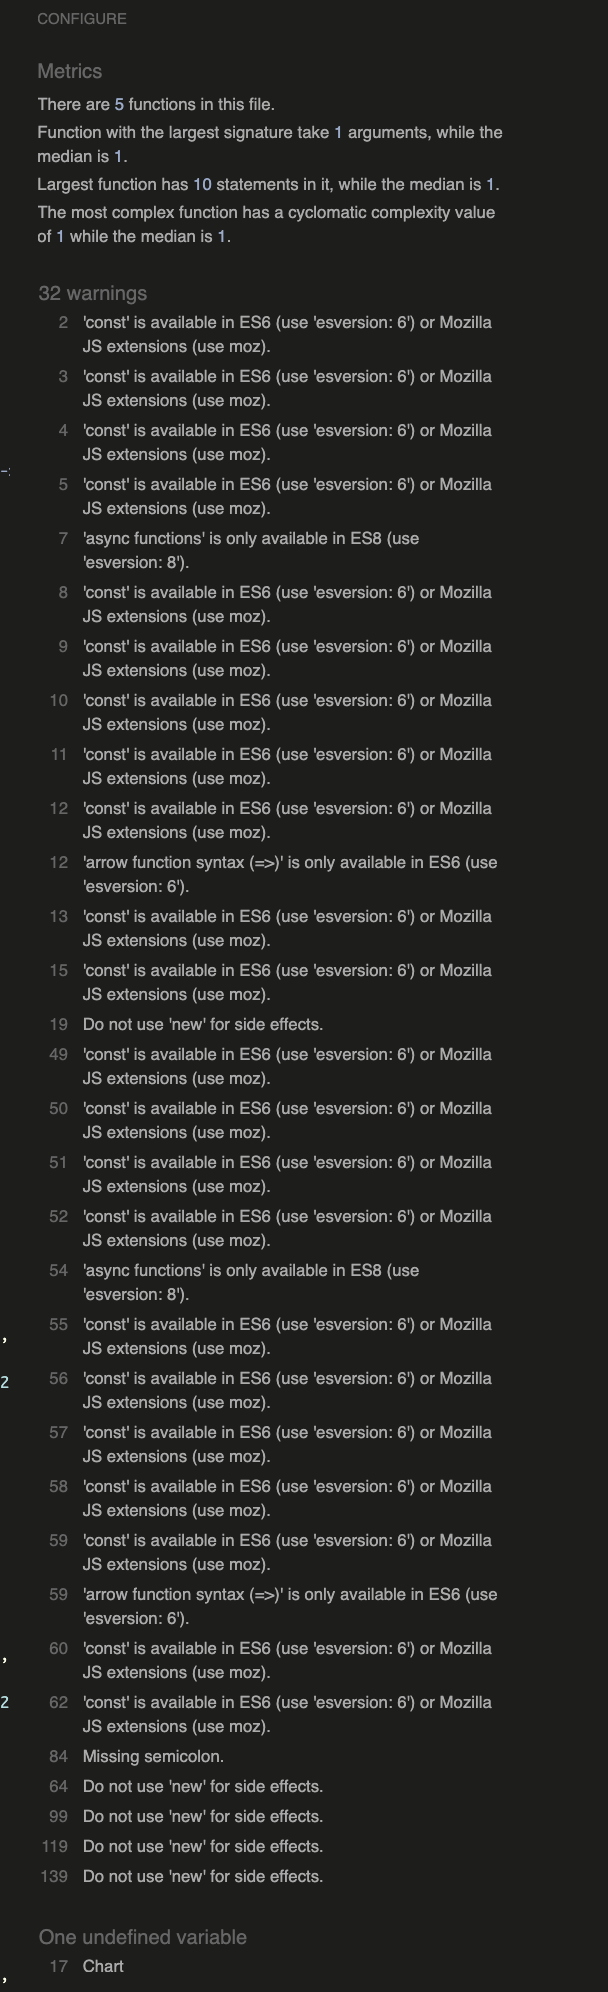 CONFIGURE
Metrics
There are 5 functions in this file.
Function with the largest signature take 1 arguments, while the
median is 1.
Largest function has 10 statements in it, while the median is 1.
The most complex function has a cyclomatic complexity value
of 1 while the median is 1.
32 warnings
2 'const' is available in ES6 (use 'esversion: 6') or Mozilla
JS extensions (use moz).
3 'const' is available in ES6 (use 'esversion: 6') or Mozilla
JS extensions (use moz).
4 'const' is available in ES6 (use 'esversion: 6') or Mozilla
JS extensions (use moz).
5 'const' is available in ES6 (use 'esversion: 6') or Mozilla
JS extensions (use moz).
7 'async functions' is only available in ES8 (use
'esversion: 8').
8 'const' is available in ES6 (use 'esversion: 6') or Mozilla
JS extensions (use moz).
9 'const' is available in ES6 (use 'esversion: 6') or Mozilla
JS extensions (use moz).
10 'const' is available in ES6 (use 'esversion: 6') or Mozilla
JS extensions (use moz).
11 'const' is available in ES6 (use 'esversion: 6') or Mozilla
JS extensions (use moz).
12 'const' is available in ES6 (use 'esversion: 6') or Mozilla
JS extensions (use moz).
12 'arrow function syntax (=>)' is only available in ES6 (use
'esversion: 6').
13 'const' is available in ES6 (use 'esversion: 6') or Mozilla
JS extensions (use moz).
15 'const' is available in ES6 (use 'esversion: 6') or Mozilla
JS extensions (use moz).
19 Do not use 'new' for side effects.
49 'const' is available in ES6 (use 'esversion: 6') or Mozilla
JS extensions (use moz).
50 'const' is available in ES6 (use 'esversion: 6') or Mozilla
JS extensions (use moz).
51 'const' is available in ES6 (use 'esversion: 6') or Mozilla
JS extensions (use moz).
52 'const' is available in ES6 (use 'esversion: 6') or Mozilla
JS extensions (use moz).
54 'async functions' is only available in ES8 (use
'esversion: 8').
55 'const' is available in ES6 (use 'esversion: 6') or Mozilla
, JS extensions (use moz).
2 56 'const' is available in ES6 (use 'esversion: 6') or Mozilla
JS extensions (use moz).
57 'const' is available in ES6 (use 'esversion: 6') or Mozilla
JS extensions (use moz).
58 'const' is available in ES6 (use 'esversion: 6') or Mozilla
JS extensions (use moz).
59 'const' is available in ES6 (use 'esversion: 6') or Mozilla
JS extensions (use moz).
59 'arrow function syntax (=>)' is only available in ES6 (use
'esversion: 6').
60 'const' is available in ES6 (use 'esversion: 6') or Mozilla
, JS extensions (use moz).
2 62 'const' is available in ES6 (use 'esversion: 6') or Mozilla
JS extensions (use moz).
84 Missing semicolon.
64 Do not use 'new' for side effects.
99 Do not use 'new' for side effects.
119 Do not use 'new' for side effects.
139 Do not use 'new' for side effects.
One undefined variable
17 Chart
,